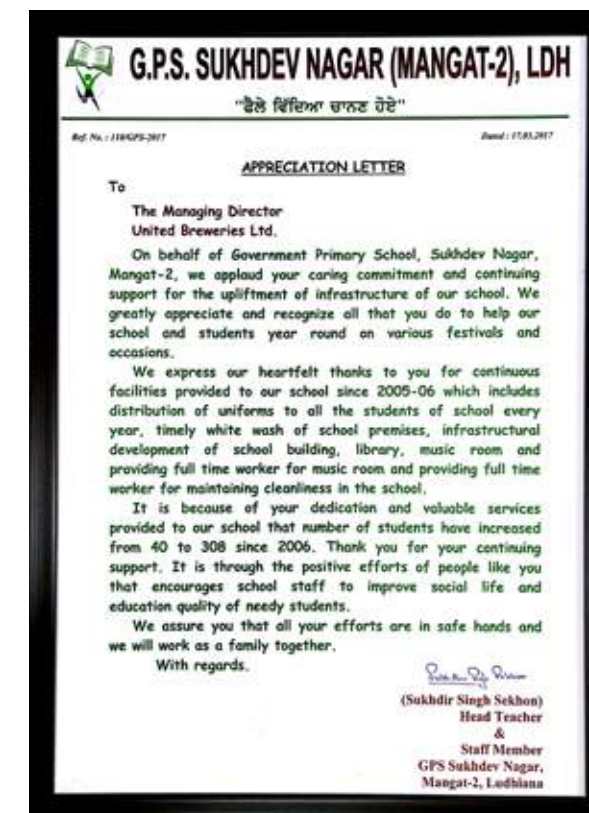 G.P.S. SUKHDEV NAGAR (MANGAT-2), LDH
"ਫੈਲੇ ਵਿੱਦਿਆ ਚਾਨਣ ਹੋਏ"
Ref. No. : 110/GPS-2017 Dated : 17.03.2017
APPRECIATION LETTER
To
The Managing Director
United Breweries Ltd.
On behalf of Government Primary School, Sukhdev Nagar,
Mangat-2, we applaud your caring commitment and continuing
support for the upliftment of infrastructure of our school. We
greatly appreciate and recognize all that you do to help our
school and students year round on various festivals and
occasions.
We express our heartfelt thanks to you for continuous
facilities provided to our school since 2005-06 which includes
distribution of uniforms to all the students of school every
year, timely white wash of school premises, infrastructural
development of school building, library, music room and
providing full time worker for music room and providing full time
worker for maintaining cleanliness in the school.
It is because of your dedication and valuable services
provided to our school that number of students have increased
from 40 to 308 since 2006. Thank you for your continuing
support. It is through the positive efforts of people like you
that encourages school staff to improve social life and
education quality of needy students.
We assure you that all your efforts are in safe hands and
we will work as a family together.
With regards.
(Sukhdir Singh Sekhon)
Head Teacher
&
Staff Member
GPS Sukhdev Nagar,
Mangat-2, Ludhiana